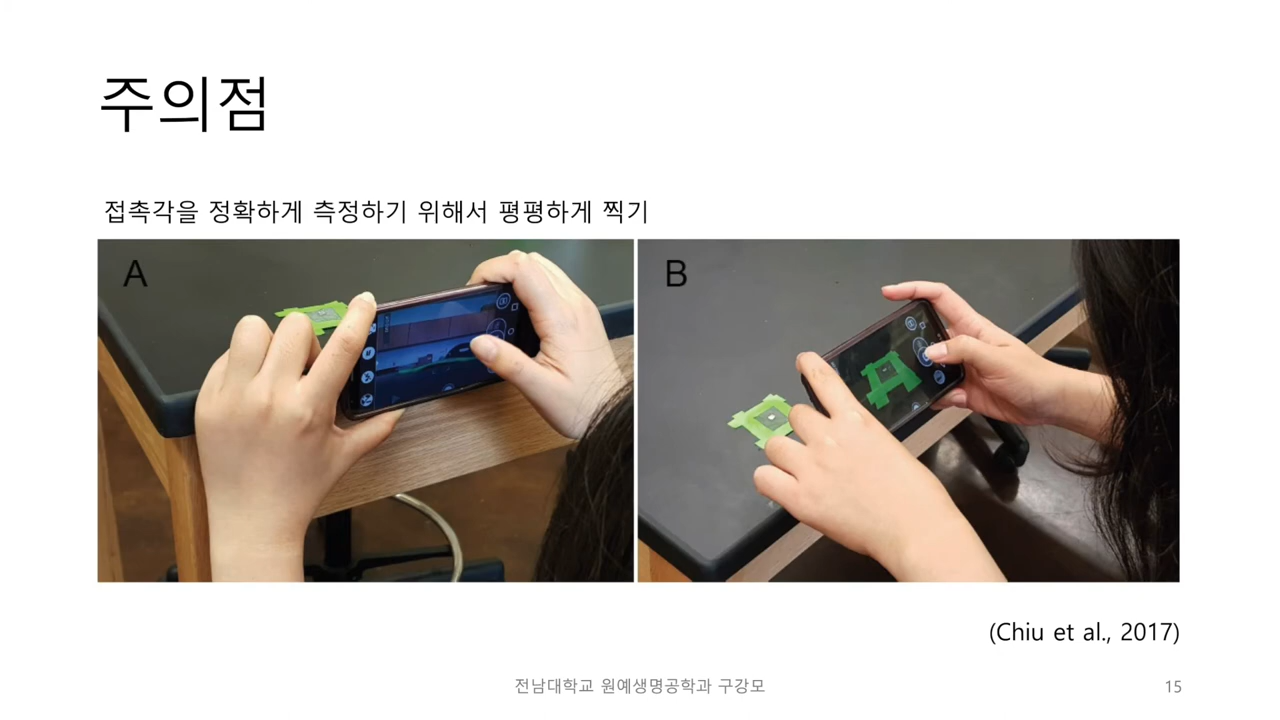 주의점
접촉각을 정확하게 측정하기 위해서 평평하게 찍기
A
B
(Chiu et al., 2017)
전남대학교 원예생명공학과 구강모
15